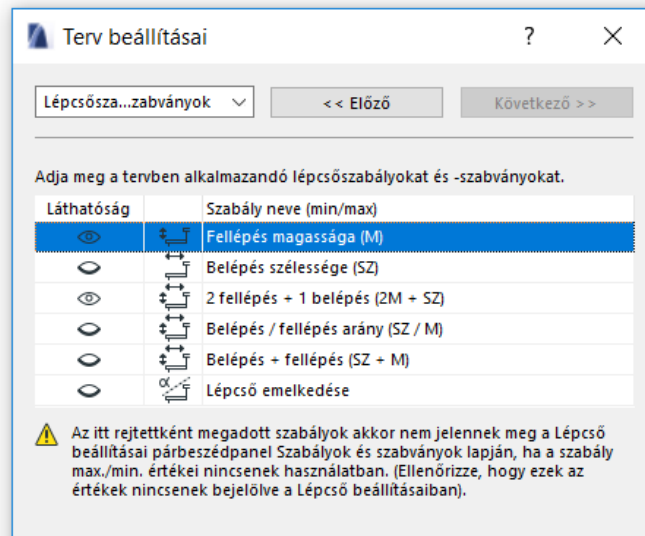 Terv beállításai
Lépcsősza...zabványok
<< Előző
Következő >>
Adja meg a tervben alkalmazandó lépcsőszabályokat és -szabványokat.
Láthatóság Szabály neve (min/max)
Fellépés magassága (M)
Belépés szélessége (SZ)
2 fellépés + 1 belépés (2M + SZ)
Belépés / fellépés arány (SZ / M)
Belépés + fellépés (SZ + M)
Lépcső emelkedése
Az itt rejtettként megadott szabályok akkor nem jelennek meg a Lépcső
beállításai párbeszédpanel Szabályok és szabványok lapján, ha a szabály
max./min. értékei nincsenek használatban. (Ellenőrizze, hogy ezek az
értékek nincsenek bejelölve a Lépcső beállításaiban).